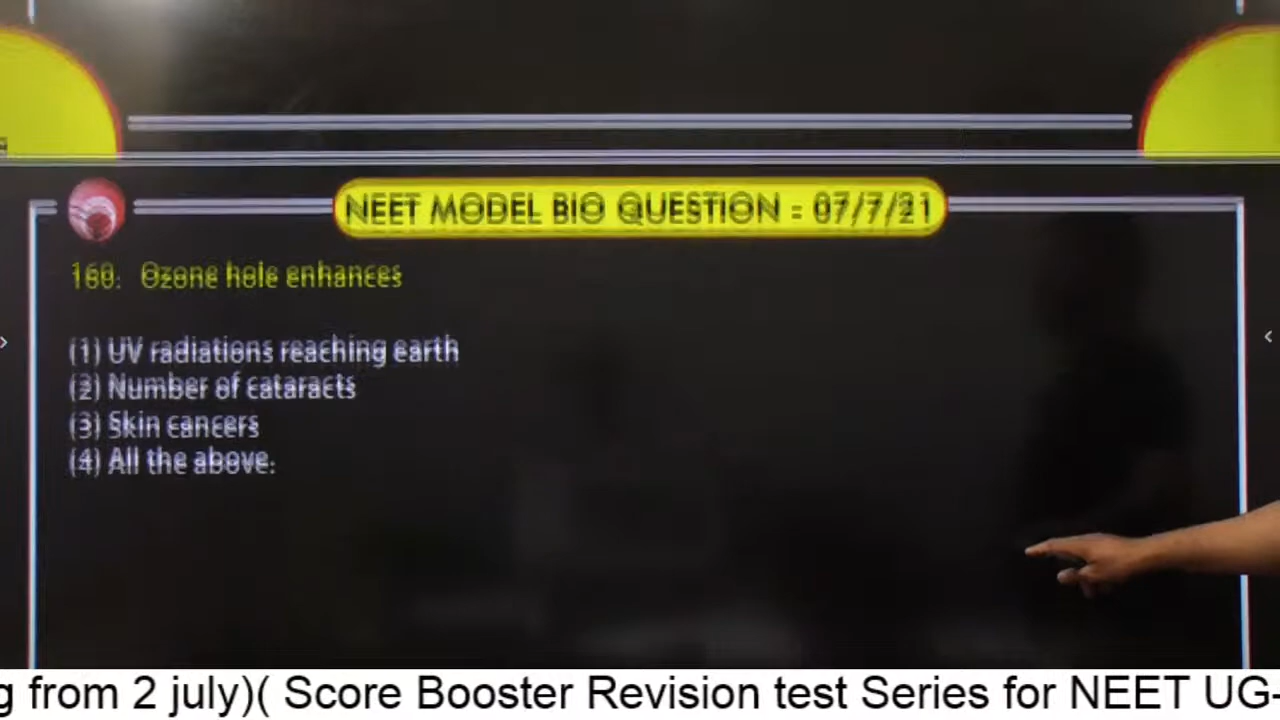 NEET MODEL BIO QUESTION = 07/7/21
160. Ozone hole enhances
(1) UV radiations reaching earth
(2) Number of cataracts
(3) Skin cancers
(4) All the above.
g from 2 july)( Score Booster Revision test Series for NEET UG-